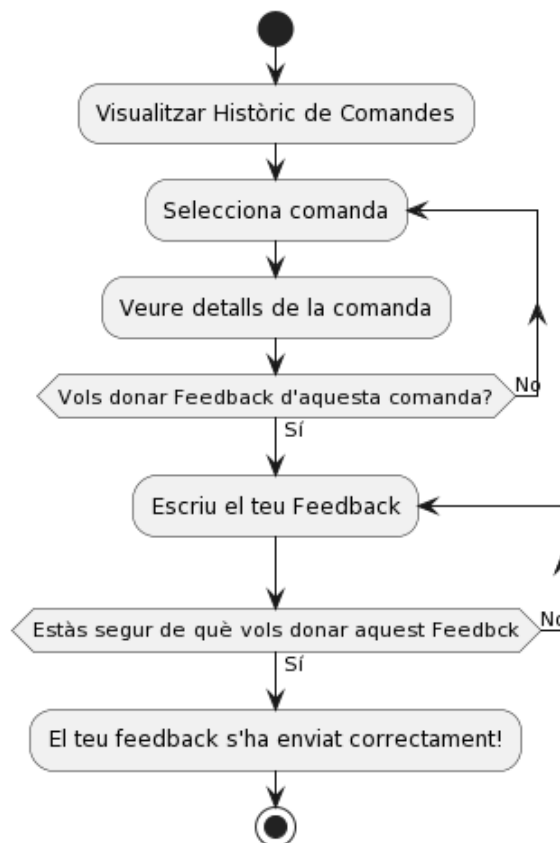 Visualitzar Històric de Comandes
Selecciona comanda
Veure detalls de la comanda
Vols donar Feedback d'aquesta comanda?
No
Sí
Escriu el teu Feedback
Estàs segur de què vols donar aquest Feedbck
No
Sí
El teu feedback s'ha enviat correctament!